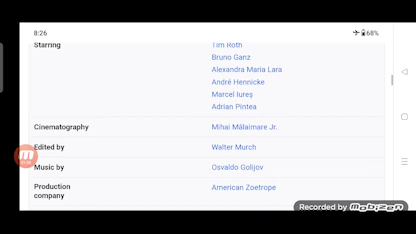 8:26
68%
Starring
Tim Roth
Bruno Ganz
Alexandra Maria Lara
André Hennicke
Marcel Iureș
Adrian Pintea
Cinematography Mihai Mălaimare Jr.
Edited by Walter Murch
Music by Osvaldo Golijov
Production American Zoetrope
company
Recorded by Mobizen